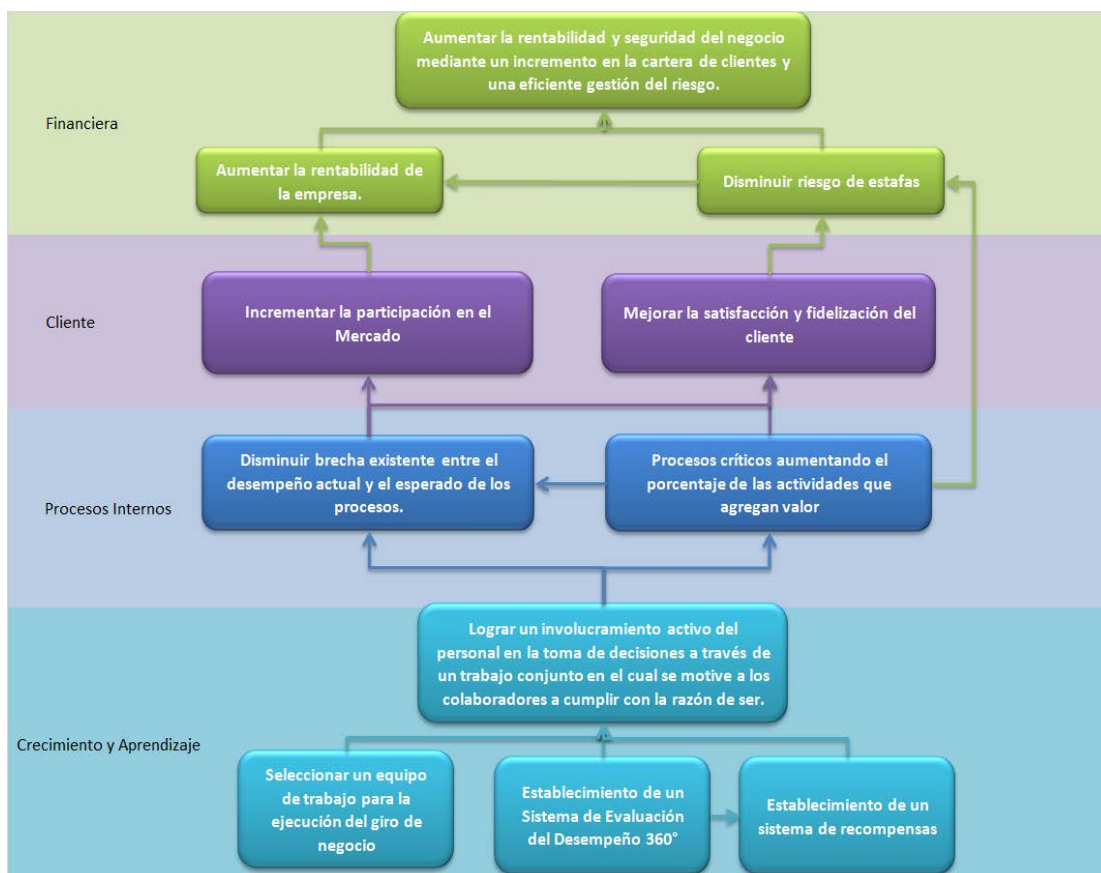 Aumentar la rentabilidad y seguridad del negocio
mediante un incremento en la cartera de clientes y
una eficiente gestión del riesgo.
Financiera
Aumentar la rentabilidad de
la empresa.
Disminuir riesgo de estafas
Cliente
Incrementar la participación en el
Mercado
Mejorar la satisfacción y fidelización del
cliente
Procesos Internos
Disminuir brecha existente entre el
desempeño actual y el esperado de los
procesos.
Procesos críticos aumentando el
porcentaje de las actividades que
agregan valor
Crecimiento y Aprendizaje
Lograr un involucramiento activo del
personal en la toma de decisiones a través de
un trabajo conjunto en el cual se motive a los
colaboradores a cumplir con la razón de ser.
Seleccionar un equipo
de trabajo para la
ejecución del giro de
negocio
Establecimiento de un
Sistema de Evaluación
del Desempeño 360°
Establecimiento de un
sistema de recompensas